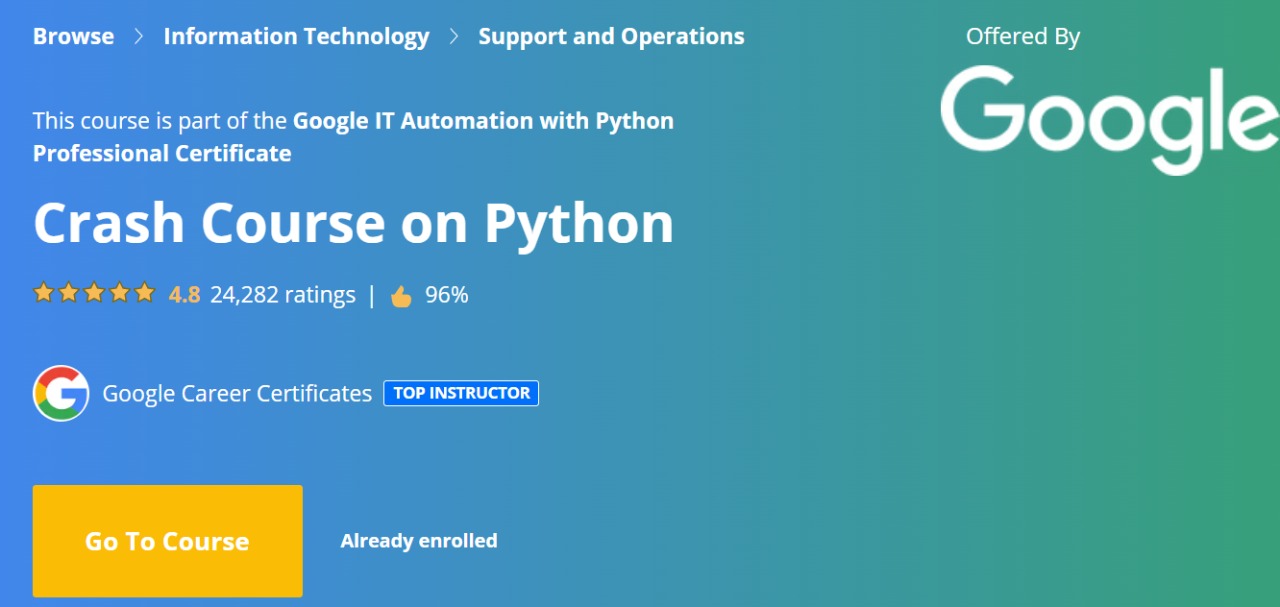 Browse > Information Technology > Support and Operations
Offered By
Google
This course is part of the Google IT Automation with Python
Professional Certificate
Crash Course on Python
4.8 24,282 ratings | 96%
Google Career Certificates TOP INSTRUCTOR
Go To Course Already enrolled